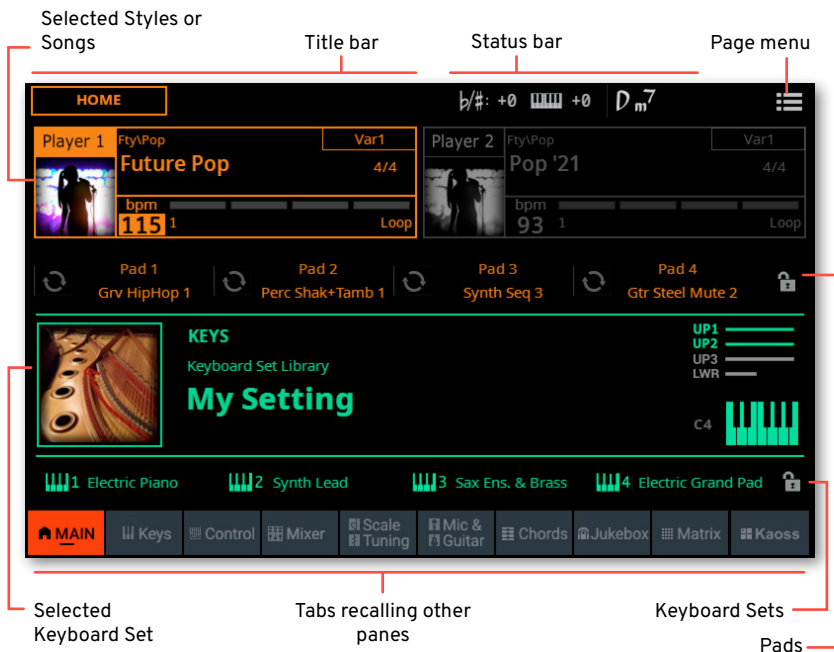 Selected Styles or
Songs
Title bar
Status bar
Page menu
HOME
b/#: +0 +0 Dm7
Player 1
Fty\Pop
Var1
Future Pop
4/4
bpm
115 1
Loop
Player 2
Fty\Pop
Var1
Pop '21
4/4
bpm
93 1
Loop
Pad 1
Grv HipHop 1
Pad 2
Perc Shak+Tamb 1
Pad 3
Synth Seq 3
Pad 4
Gtr Steel Mute 2
KEYS
Keyboard Set Library
My Setting
UP1
UP2
UP3
LWR
C4
1 Electric Piano
2 Synth Lead
3 Sax Ens. & Brass
4 Electric Grand Pad
MAIN
Keys
Control
Mixer
Scale
Tuning
Mic &
Guitar
Chords
Jukebox
Matrix
Kaoss
Selected
Keyboard Set
Tabs recalling other
panes
Keyboard Sets
Pads